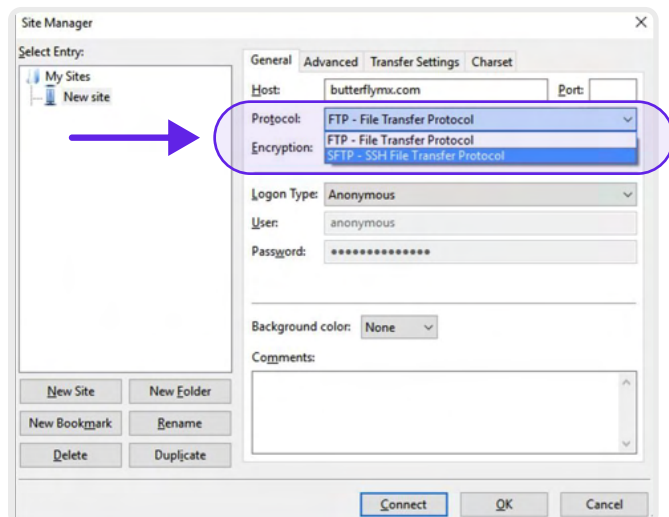 Site Manager
Select Entry:
My Sites
New site
General Advanced Transfer Settings Charset
Host: butterflymx.com Port:
Protocol: FTP - File Transfer Protocol
FTP - File Transfer Protocol
Encryption:
SFTP - SSH File Transfer Protocol
Logon Type: Anonymous
User: anonymous
Password: ••••••••••••••
Background color: None
Comments:
New Site New Folder
New Bookmark Rename
Delete Duplicate
Connect OK Cancel